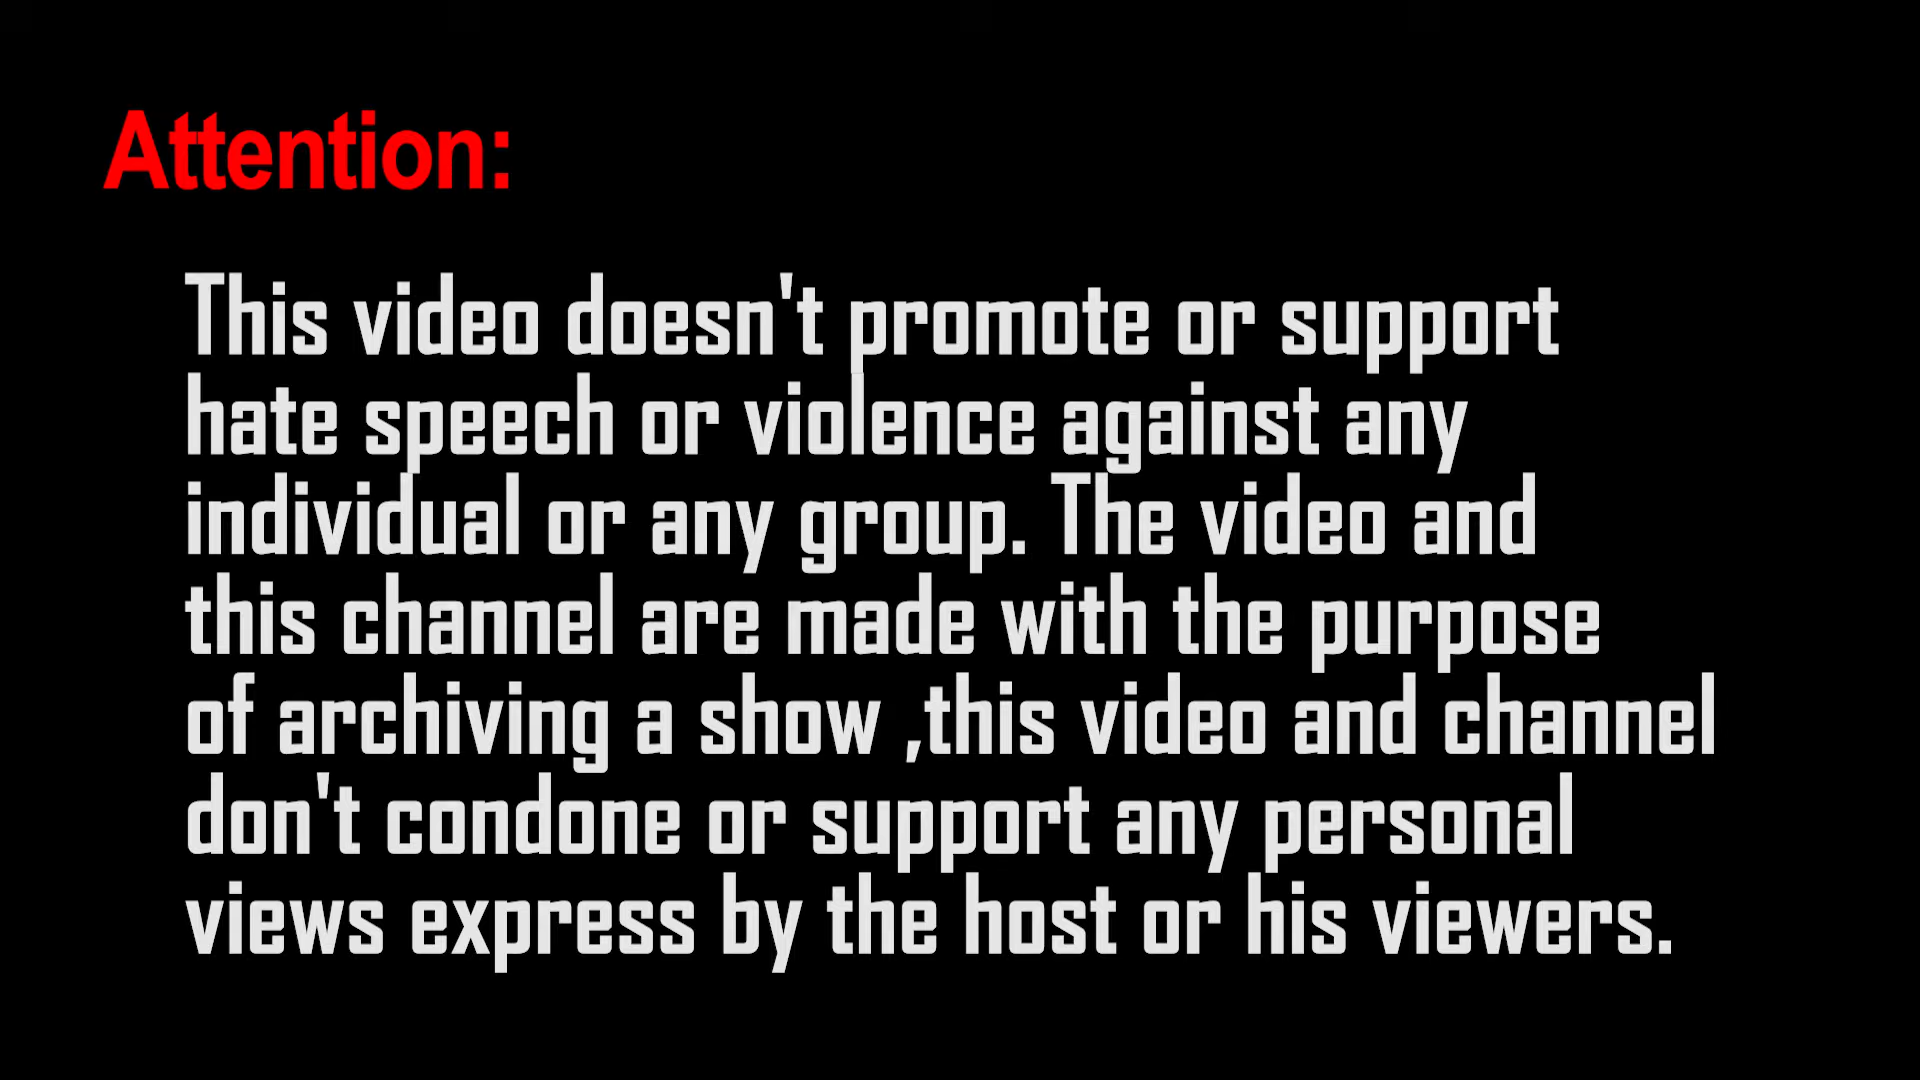 Attention:
This video doesn't promote or support
hate speech or violence against any
individual or any group. The video and
this channel are made with the purpose
of archiving a show ,this video and channel
don't condone or support any personal
views express by the host or his viewers.